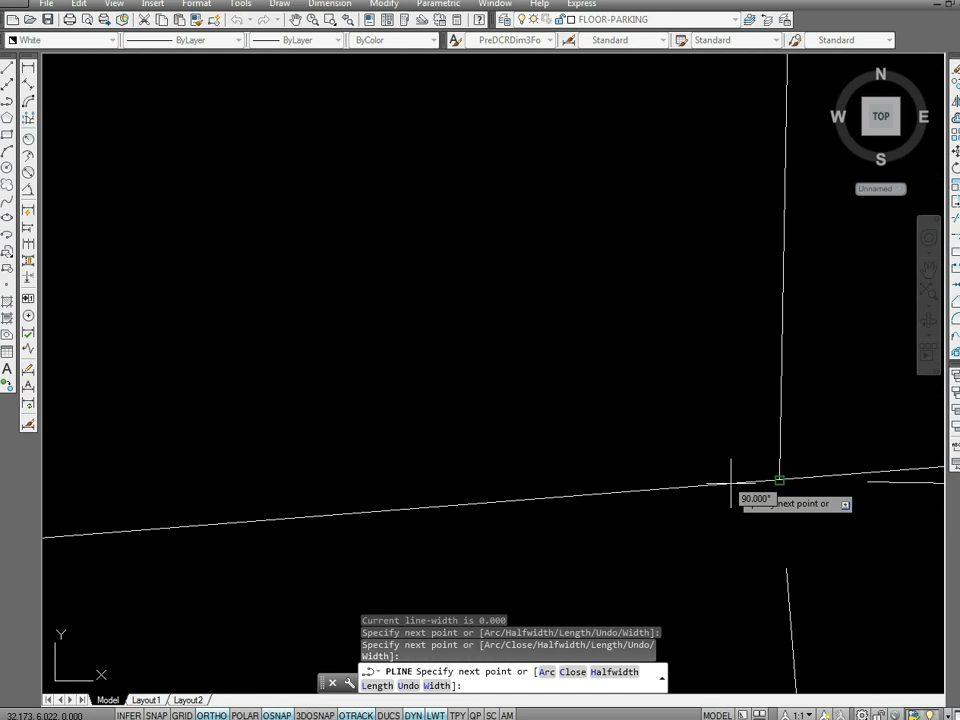 File Edit View Insert Format Tools Draw Dimension Modify Parametric Window Help Express
FLOOR-PARKING
White ByLayer ByLayer ByColor PreDCRDim3Fo Standard Standard Standard
N
W TOP E
S
Unnamed
90.000°
next point or
Current line-width is 0.000
Specify next point or [Arc/Halfwidth/Length/Undo/Width]:
Specify next point or [Arc/Close/Halfwidth/Length/Undo/
Width]:
PLINE Specify next point or [Arc Close Halfwidth
Length Undo Width]:
Y
X
Model Layout1 Layout2
32.173, 6.022, 0.000 INFER SNAP GRID ORTHO POLAR OSNAP 3DOSNAP OTRACK DUCS DYN LWT TPY QP SC AM MODEL 1:1